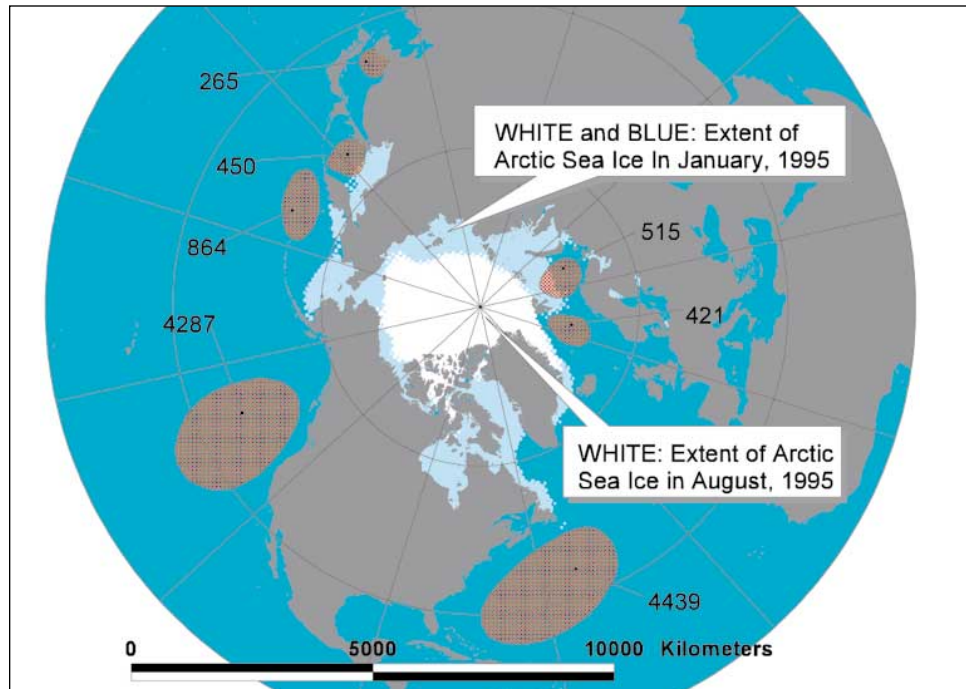 265
WHITE and BLUE: Extent of
Arctic Sea Ice In January, 1995
450
515
864
421
4287
WHITE: Extent of Arctic
Sea Ice in August, 1995
4439
0 5000 10000 Kilometers